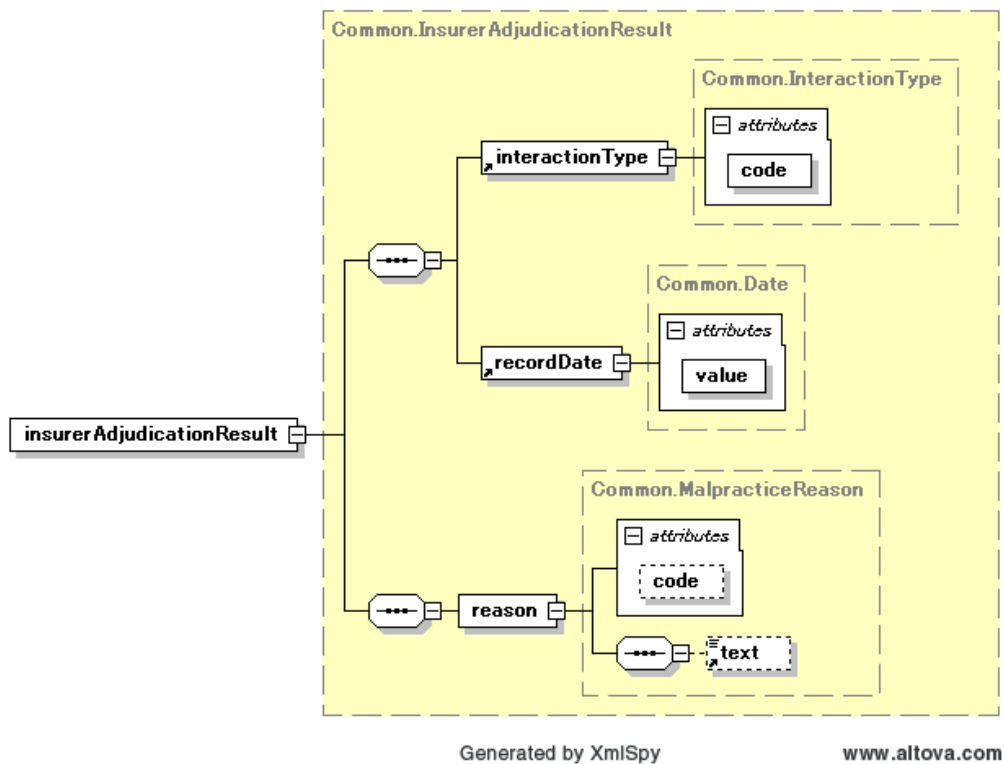 Common.InsurerAdjudicationResult
Common.InteractionType
attributes
interactionType
code
Common.Date
attributes
recordDate
value
insurerAdjudicationResult
Common.MalpracticeReason
attributes
code
reason
text
Generated by XmlSpy
www.altova.com